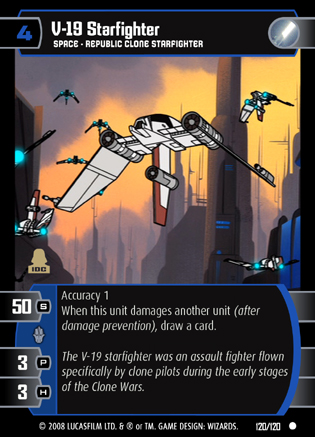 4
V-19 Starfighter
SPACE - REPUBLIC CLONE STARFIGHTER
IDC
50 S
Accuracy 1
When this unit damages another unit (after
damage prevention), draw a card.
3 P
3 H
The V-19 starfighter was an assault fighter flown
specifically by clone pilots during the early stages
of the Clone Wars.
© 2008 LUCASFILM LTD. & ® or TM. GAME DESIGN: WIZARDS.
120/120